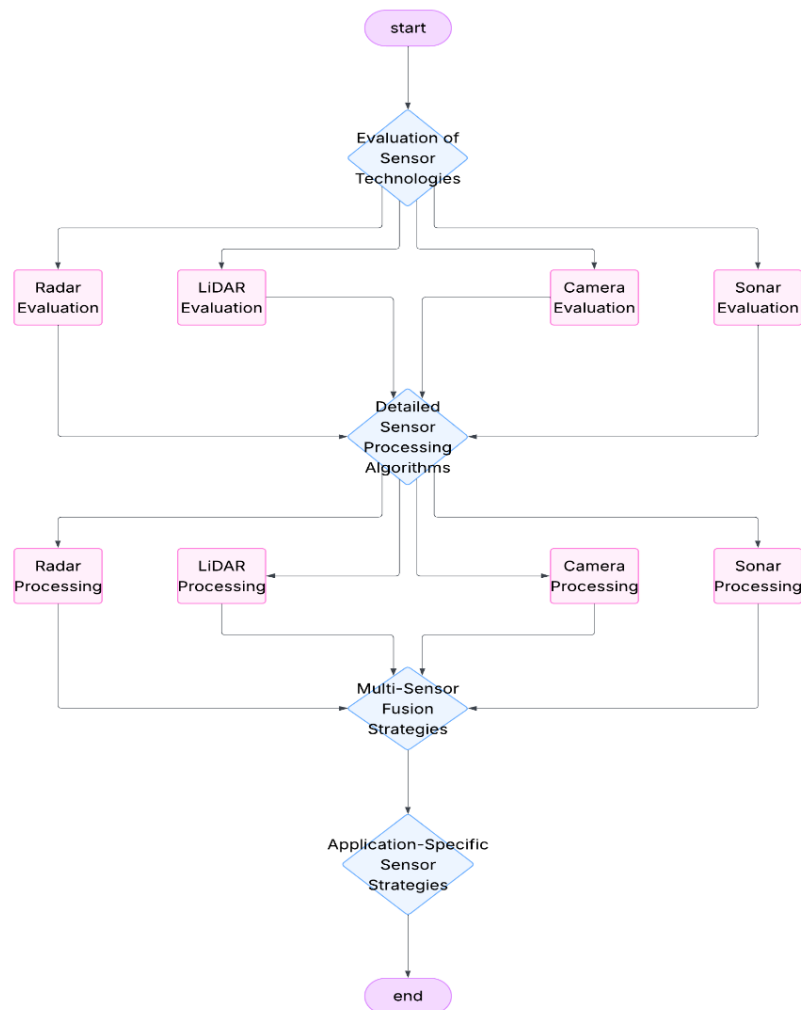 start
Evaluation of
Sensor
Technologies
Radar
Evaluation
LiDAR
Evaluation
Camera
Evaluation
Sonar
Evaluation
Detailed
Sensor
Processing
Algorithms
Radar
Processing
LiDAR
Processing
Camera
Processing
Sonar
Processing
Multi-Sensor
Fusion
Strategies
Application-Specific
Sensor
Strategies
end